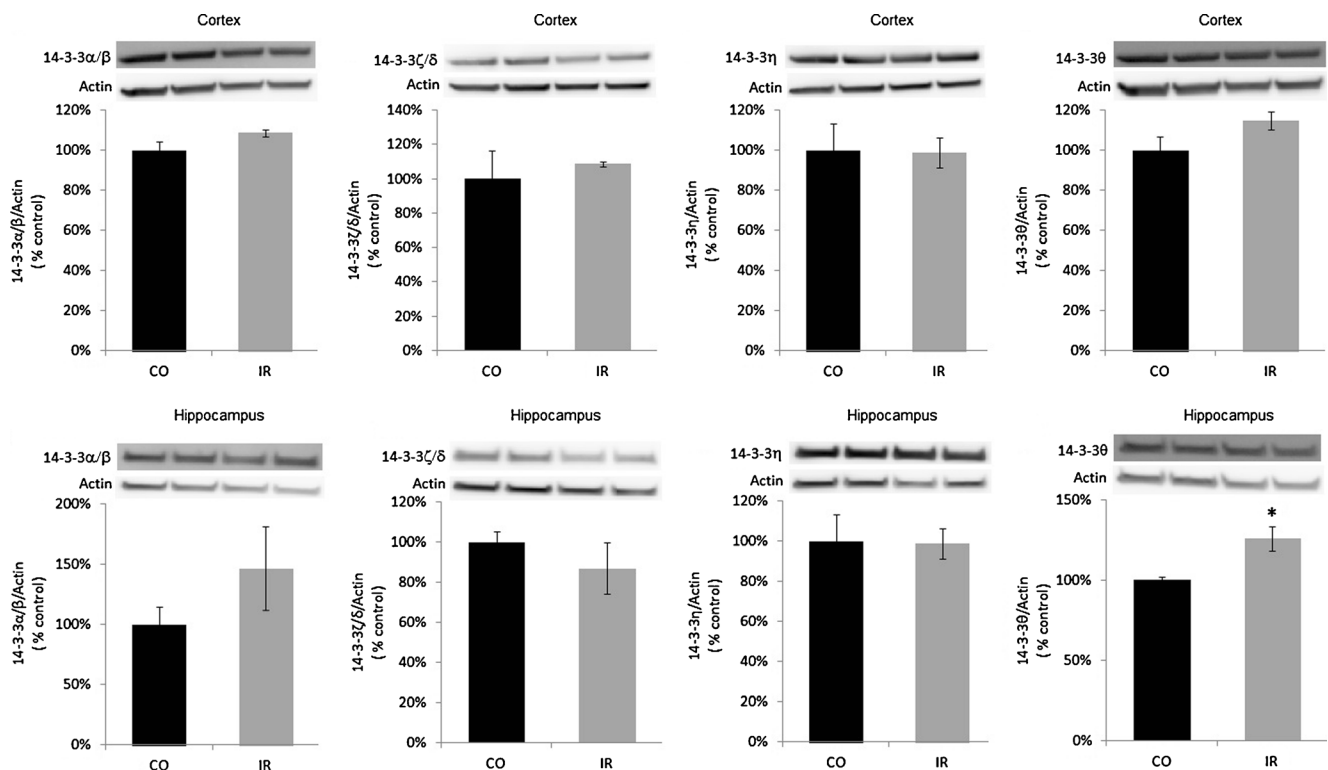 Cortex
14-3-3α/β
Actin
120%
100%
80%
60%
40%
20%
0%
14-3-3α/β/Actin
( % control)
CO IR
Cortex
14-3-3ζ/δ
Actin
140%
120%
100%
80%
60%
40%
20%
0%
14-3-3ζ/δ/Actin
( % control)
CO IR
Cortex
14-3-3η
Actin
120%
100%
80%
60%
40%
20%
0%
14-3-3η/Actin
( % control)
CO IR
Cortex
14-3-3θ
Actin
120%
100%
80%
60%
40%
20%
0%
14-3-3θ/Actin
( % control)
CO IR
Hippocampus
14-3-3α/β
Actin
200%
150%
100%
50%
0%
14-3-3α/β/Actin
( % control)
CO IR
Hippocampus
14-3-3ζ/δ
Actin
120%
100%
80%
60%
40%
20%
0%
14-3-3ζ/δ/Actin
( % control)
CO IR
Hippocampus
14-3-3η
Actin
120%
100%
80%
60%
40%
20%
0%
14-3-3η/Actin
( % control)
CO IR
Hippocampus
14-3-3θ
Actin
150%
*
100%
50%
0%
14-3-3θ/Actin
( % control)
CO IR